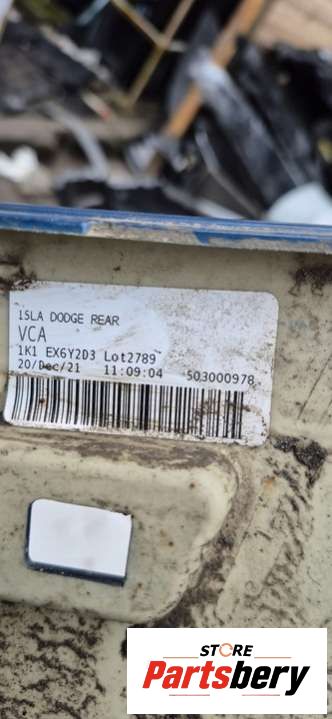 1SLA DODGE REAR
VCA
1K1 EX6Y2D3 Lot2789
20/Dec/21 11:09:04 503000978
STORE
Partsbery